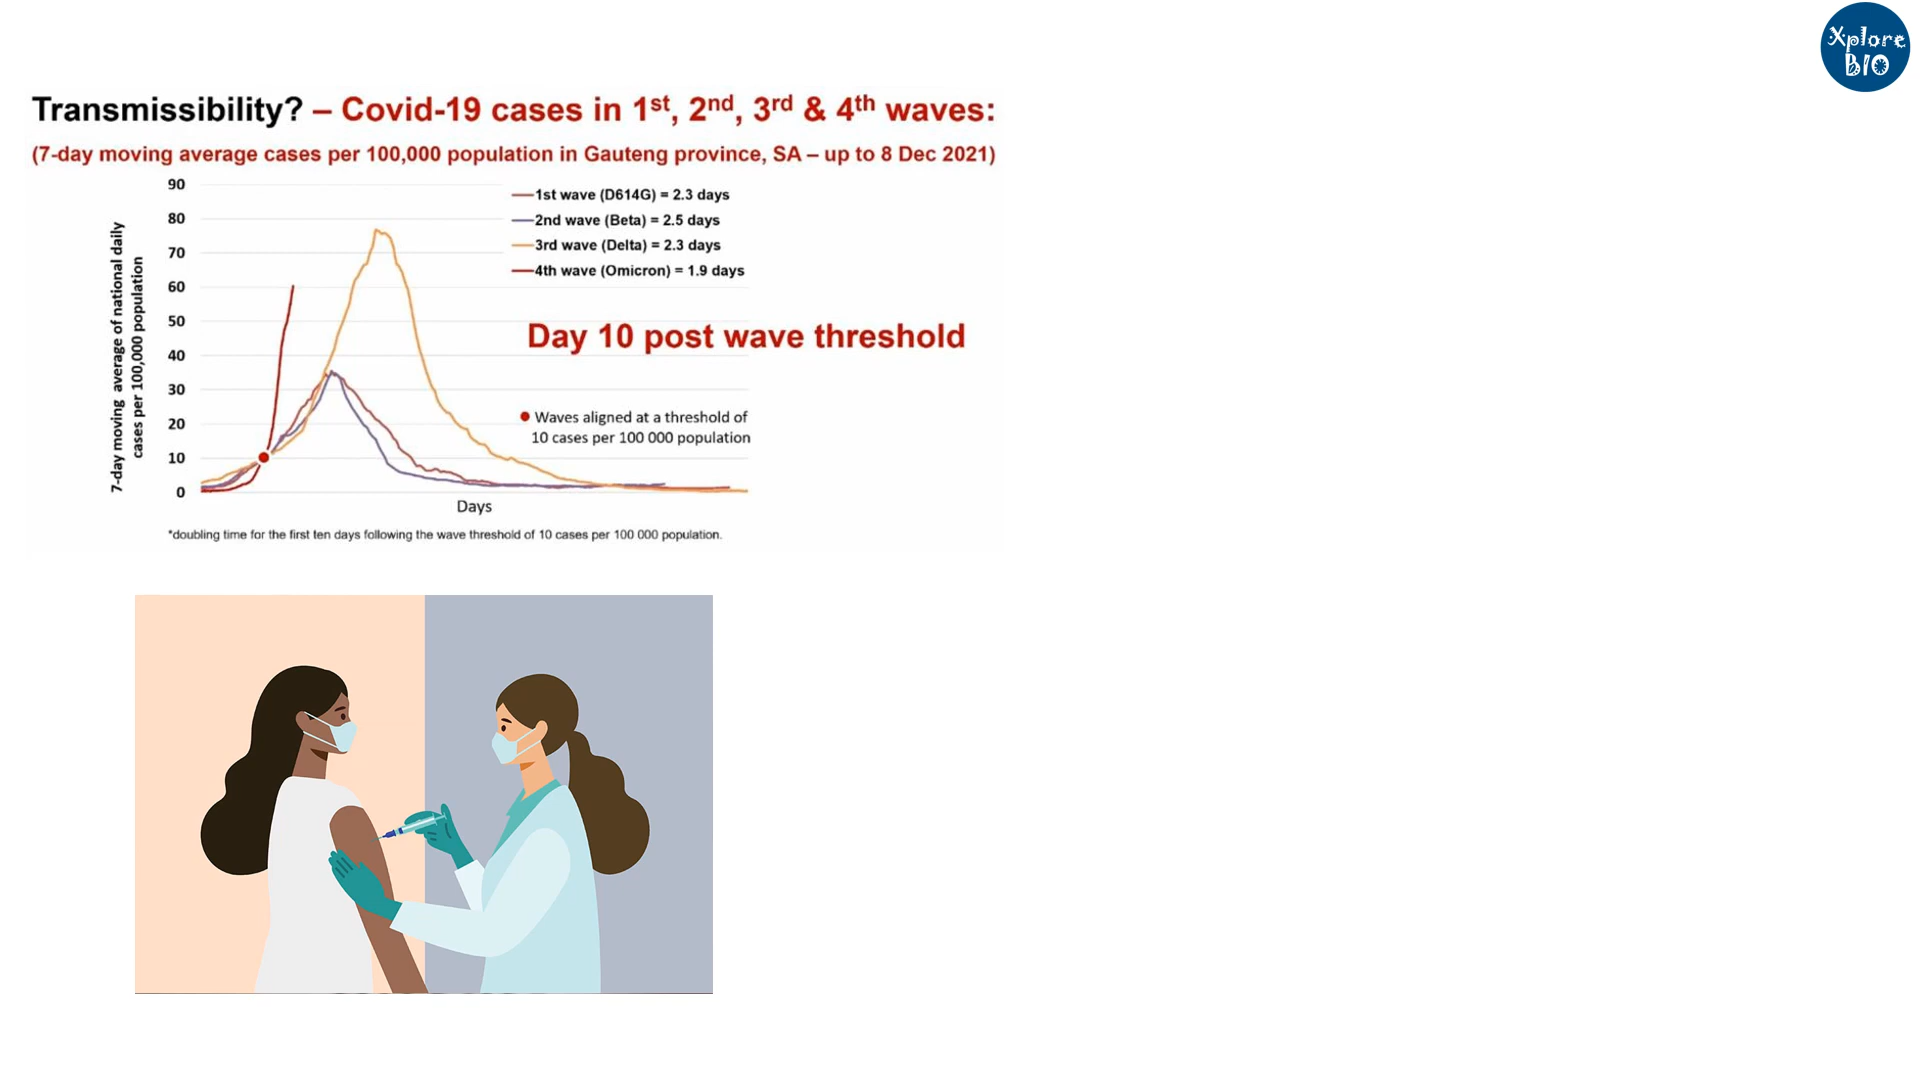 Xplore
BIO
Transmissibility? – Covid-19 cases in 1st, 2nd, 3rd & 4th waves:
(7-day moving average cases per 100,000 population in Gauteng province, SA – up to 8 Dec 2021)
7-day moving average of national daily
cases per 100,000 population
90
80
70
60
50
40
30
20
10
0
1st wave (D614G) = 2.3 days
2nd wave (Beta) = 2.5 days
3rd wave (Delta) = 2.3 days
4th wave (Omicron) = 1.9 days
Day 10 post wave threshold
Waves aligned at a threshold of
10 cases per 100 000 population
Days
*doubling time for the first ten days following the wave threshold of 10 cases per 100 000 population.